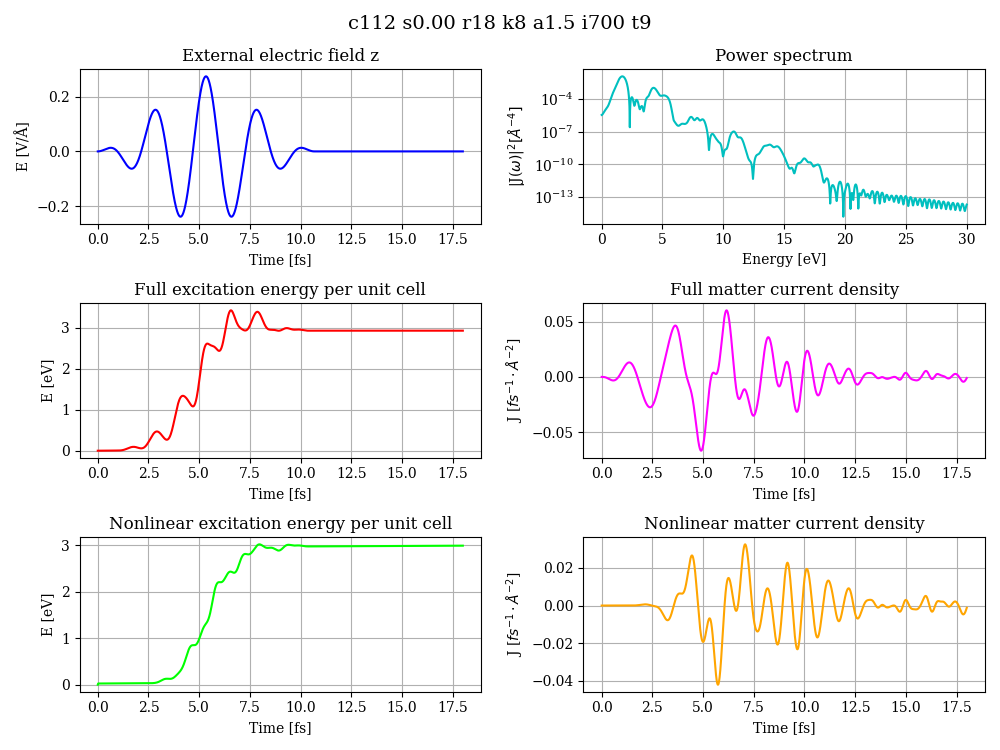 c112 s0.00 r18 k8 a1.5 i700 t9
External electric field z
E [V/Å]
0.2
0.0
−0.2
0.0 2.5 5.0 7.5 10.0 12.5 15.0 17.5
Time [fs]
Power spectrum
|J(ω)|²[Å⁻⁴]
10⁻⁴
10⁻⁷
10⁻¹⁰
10⁻¹³
0 5 10 15 20 25 30
Energy [eV]
Full excitation energy per unit cell
E [eV]
3
2
1
0
0.0 2.5 5.0 7.5 10.0 12.5 15.0 17.5
Time [fs]
Full matter current density
J [fs⁻¹ · Å⁻²]
0.05
0.00
−0.05
0.0 2.5 5.0 7.5 10.0 12.5 15.0 17.5
Time [fs]
Nonlinear excitation energy per unit cell
E [eV]
3
2
1
0
0.0 2.5 5.0 7.5 10.0 12.5 15.0 17.5
Time [fs]
Nonlinear matter current density
J [fs⁻¹ · Å⁻²]
0.02
0.00
−0.02
−0.04
0.0 2.5 5.0 7.5 10.0 12.5 15.0 17.5
Time [fs]